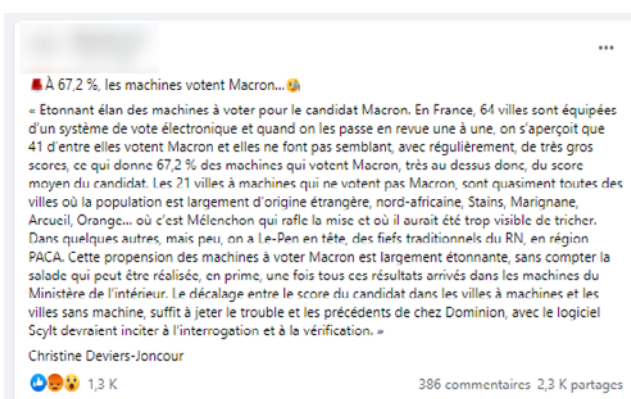 À 67,2 %, les machines votent Macron...
« Etonnant élan des machines à voter pour le candidat Macron. En France, 64 villes sont équipées
d'un système de vote électronique et quand on les passe en revue une à une, on s'aperçoit que
41 d'entre elles votent Macron et elles ne font pas semblant, avec régulièrement, de très gros
scores, ce qui donne 67,2 % des machines qui votent Macron, très au dessus donc, du score
moyen du candidat. Les 21 villes à machines qui ne votent pas Macron, sont quasiment toutes des
villes où la population est largement d'origine étrangère, nord-africaine, Stains, Marignane,
Arcueil, Orange... où c'est Mélenchon qui rafle la mise et où il aurait été trop visible de tricher.
Dans quelques autres, mais peu, on a Le-Pen en tête, des fiefs traditionnels du RN, en région
PACA. Cette propension des machines à voter Macron est largement étonnante, sans compter la
salade qui peut être réalisée, en prime, une fois tous ces résultats arrivés dans les machines du
Ministère de l'intérieur. Le décalage entre le score du candidat dans les villes à machines et les
villes sans machine, suffit à jeter le trouble et les précédents de chez Dominion, avec le logiciel
Scylt devraient inciter à l'interrogation et à la vérification. »
Christine Deviers-Joncour
1,3 K 386 commentaires 2,3 K partages